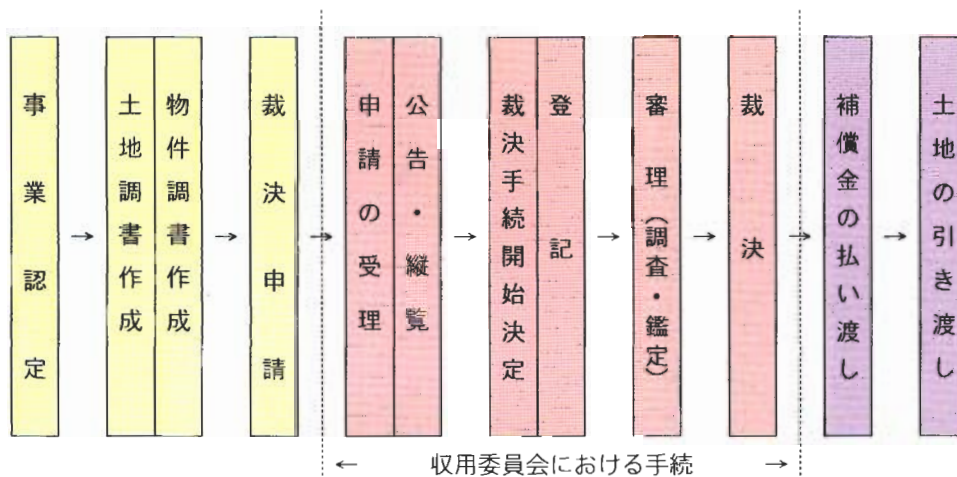 事業認定
→
土地調書作成
物件調書作成
→
裁決申請
→
申請の受理
公告・縦覧
→
裁決手続開始決定
登記
→
審理（調査・鑑定）
→
裁決
→
補償金の払い渡し
→
土地の引き渡し
← 収用委員会における手続 →